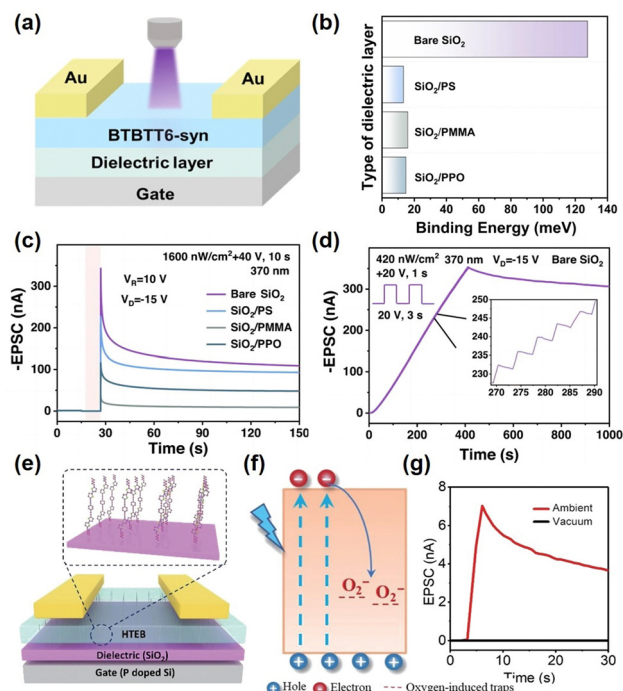 (a)
Au
Au
BTBTT6-syn
Dielectric layer
Gate
(b)
Type of dielectric layer
Bare SiO₂
SiO₂/PS
SiO₂/PMMA
SiO₂/PPO
0 20 40 60 80 100 120 140
Binding Energy (meV)
(c)
-EPSC (nA)
400
300
200
100
0
1600 nW/cm²+40 V, 10 s
370 nm
V_R=10 V
V_D=-15 V
Bare SiO₂
SiO₂/PS
SiO₂/PMMA
SiO₂/PPO
0 30 60 90 120 150
Time (s)
(d)
-EPSC (nA)
400
300
200
100
0
420 nW/cm² 370 nm V_D=-15 V Bare SiO₂
+20 V, 1 s
20 V, 3 s
250
245
240
235
230
270 275 280 285 290
0 200 400 600 800 1000
Time (s)
(e)
HTEB
Dielectric (SiO₂)
Gate (P doped Si)
(f)
O₂⁻
O₂⁻
Hole
Electron
Oxygen-induced traps
(g)
EPSC (nA)
8
6
4
2
0
Ambient
Vacuum
0 10 20 30
Time (s)